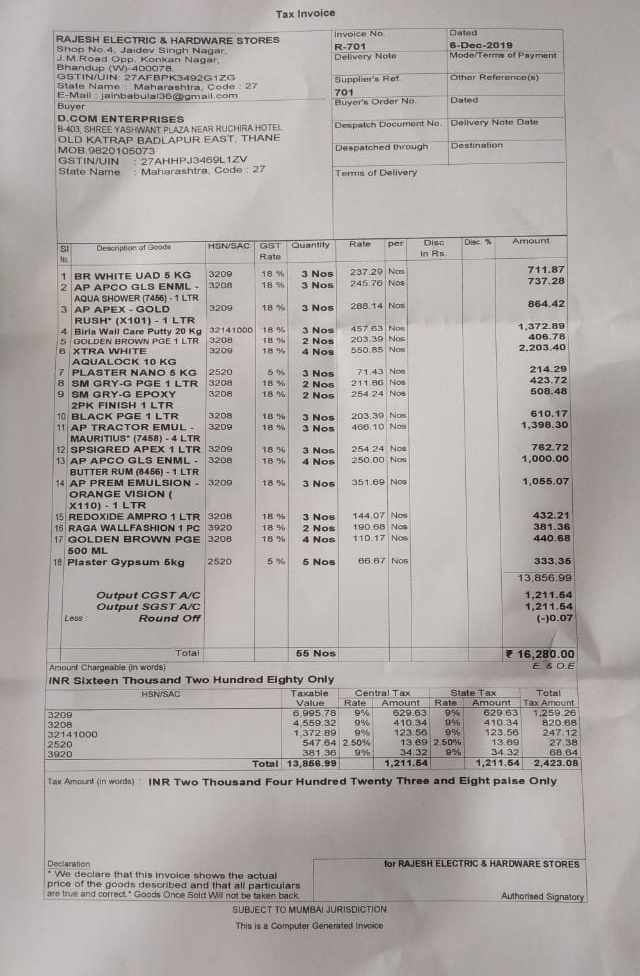 Tax Invoice
RAJESH ELECTRIC & HARDWARE STORES
Shop No.4, Jaidev Singh Nagar,
J.M.Road Opp. Konkan Nagar,
Bhandup (W)-400078.
GSTIN/UIN: 27AFBPK3492G1ZG
State Name : Maharashtra, Code : 27
E-Mail : jainbabulal36@gmail.com
Invoice No. Dated
R-701 6-Dec-2019
Delivery Note Mode/Terms of Payment
Supplier's Ref. Other Reference(s)
701
Buyer
D.COM ENTERPRISES
B-403, SHREE YASHWANT PLAZA NEAR RUCHIRA HOTEL
OLD KATRAP BADLAPUR EAST, THANE
MOB.9820105073
GSTIN/UIN : 27AHHPJ3469L1ZV
State Name : Maharashtra, Code : 27
Buyer's Order No. Dated
Despatch Document No. Delivery Note Date
Despatched through Destination
Terms of Delivery
Sl Description of Goods HSN/SAC GST Quantity Rate per Disc Disc. % Amount
No. Rate in Rs.
1 BR WHITE UAD 5 KG 3209 18 % 3 Nos 237.29 Nos 711.87
2 AP APCO GLS ENML - 3208 18 % 3 Nos 245.76 Nos 737.28
AQUA SHOWER (7456) - 1 LTR
3 AP APEX - GOLD 3209 18 % 3 Nos 288.14 Nos 864.42
RUSH* (X101) - 1 LTR
4 Birla Wall Care Putty 20 Kg 32141000 18 % 3 Nos 457.63 Nos 1,372.89
5 GOLDEN BROWN PGE 1 LTR 3208 18 % 2 Nos 203.39 Nos 406.78
6 XTRA WHITE 3209 18 % 4 Nos 550.85 Nos 2,203.40
AQUALOCK 10 KG
7 PLASTER NANO 5 KG 2520 5 % 3 Nos 71.43 Nos 214.29
8 SM GRY-G PGE 1 LTR 3208 18 % 2 Nos 211.86 Nos 423.72
9 SM GRY-G EPOXY 3208 18 % 2 Nos 254.24 Nos 508.48
2PK FINISH 1 LTR
10 BLACK PGE 1 LTR 3208 18 % 3 Nos 203.39 Nos 610.17
11 AP TRACTOR EMUL - 3209 18 % 3 Nos 466.10 Nos 1,398.30
MAURITIUS* (7458) - 4 LTR
12 SPSIGRED APEX 1 LTR 3209 18 % 3 Nos 254.24 Nos 762.72
13 AP APCO GLS ENML - 3208 18 % 4 Nos 250.00 Nos 1,000.00
BUTTER RUM (8456) - 1 LTR
14 AP PREM EMULSION - 3209 18 % 3 Nos 351.69 Nos 1,055.07
ORANGE VISION (
X110) - 1 LTR
15 REDOXIDE AMPRO 1 LTR 3208 18 % 3 Nos 144.07 Nos 432.21
16 RAGA WALLFASHION 1 PC 3920 18 % 2 Nos 190.68 Nos 381.36
17 GOLDEN BROWN PGE 3208 18 % 4 Nos 110.17 Nos 440.68
500 ML
18 Plaster Gypsum 5kg 2520 5 % 5 Nos 66.67 Nos 333.35
13,856.99
Output CGST A/C 1,211.54
Output SGST A/C 1,211.54
Less : Round Off (-)0.07
Total 55 Nos ₹ 16,280.00
Amount Chargeable (in words) E. & O.E
INR Sixteen Thousand Two Hundred Eighty Only
HSN/SAC Taxable Central Tax State Tax Total
Value Rate Amount Rate Amount Tax Amount
3209 6,995.78 9% 629.63 9% 629.63 1,259.26
3208 4,559.32 9% 410.34 9% 410.34 820.68
32141000 1,372.89 9% 123.56 9% 123.56 247.12
2520 547.64 2.50% 13.69 2.50% 13.69 27.38
3920 381.36 9% 34.32 9% 34.32 68.64
Total 13,856.99 1,211.54 1,211.54 2,423.08
Tax Amount (in words) : INR Two Thousand Four Hundred Twenty Three and Eight paise Only
Declaration
" We declare that this invoice shows the actual
price of the goods described and that all particulars
are true and correct." Goods Once Sold Will not be taken back.
for RAJESH ELECTRIC & HARDWARE STORES
Authorised Signatory
SUBJECT TO MUMBAI JURISDICTION
This is a Computer Generated Invoice